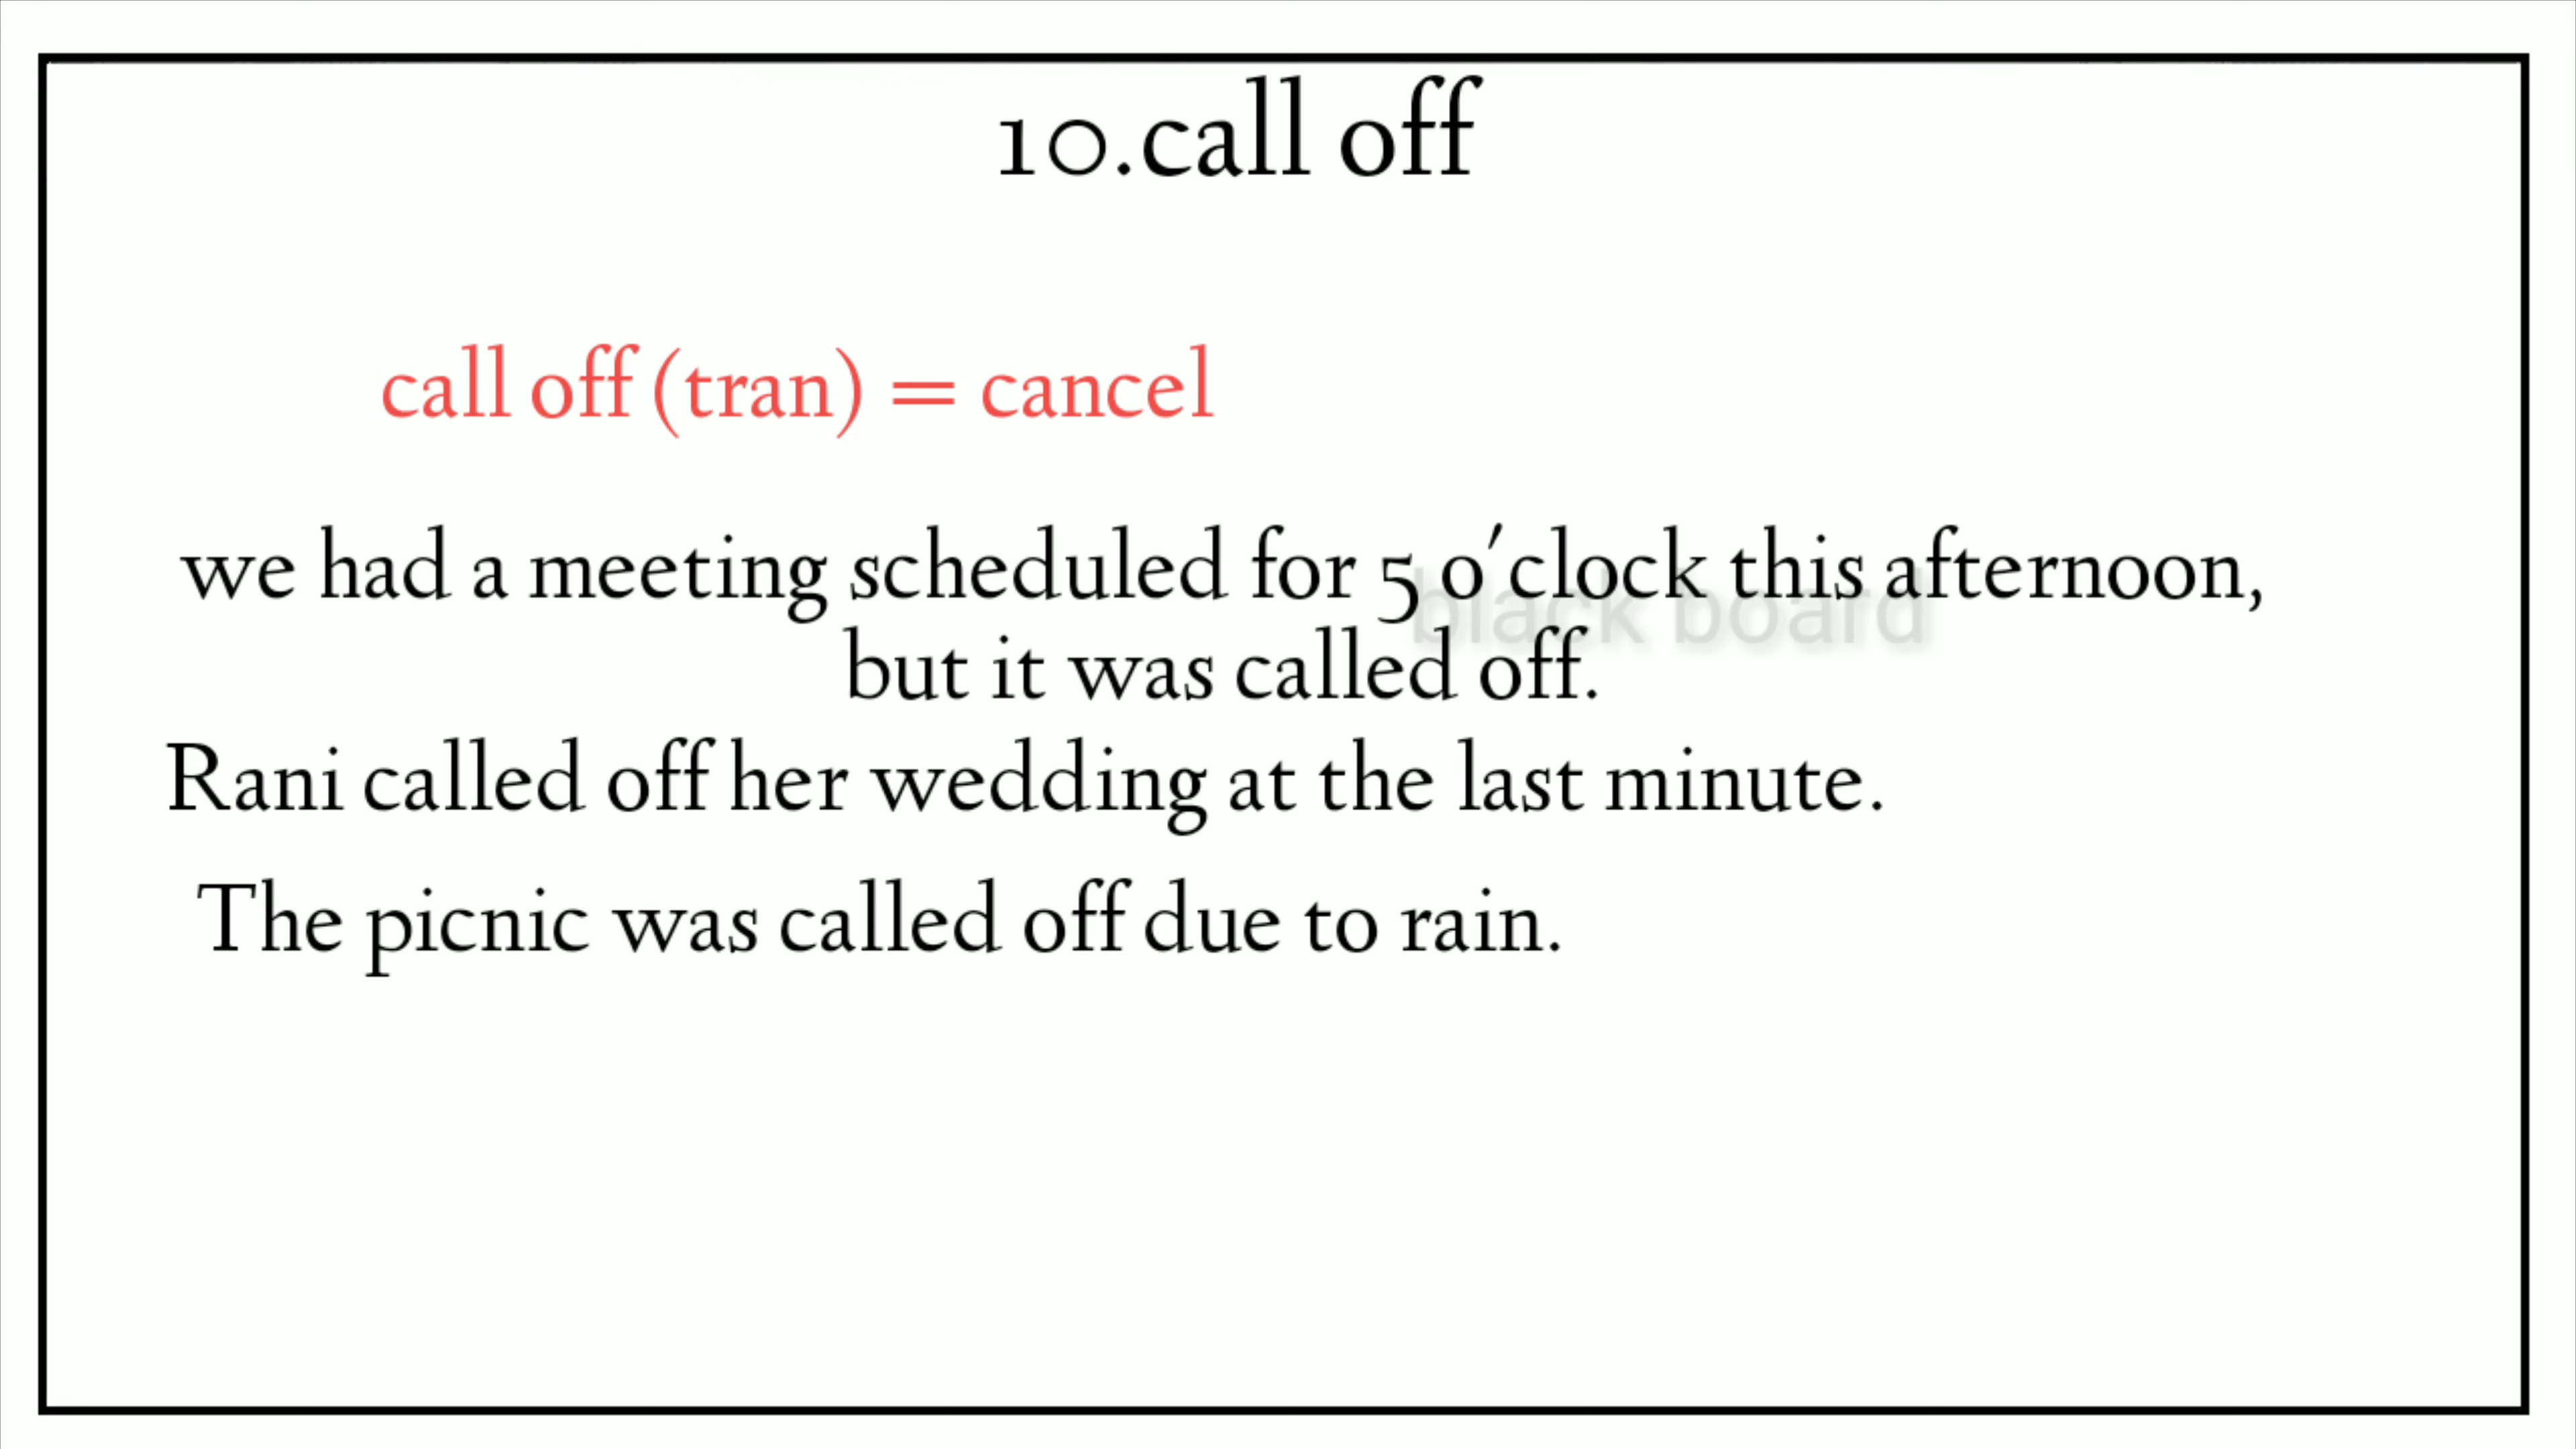 10.call off
call off (tran) = cancel
we had a meeting scheduled for 5 o'clock this afternoon,
black board
but it was called off.
Rani called off her wedding at the last minute.
The picnic was called off due to rain.